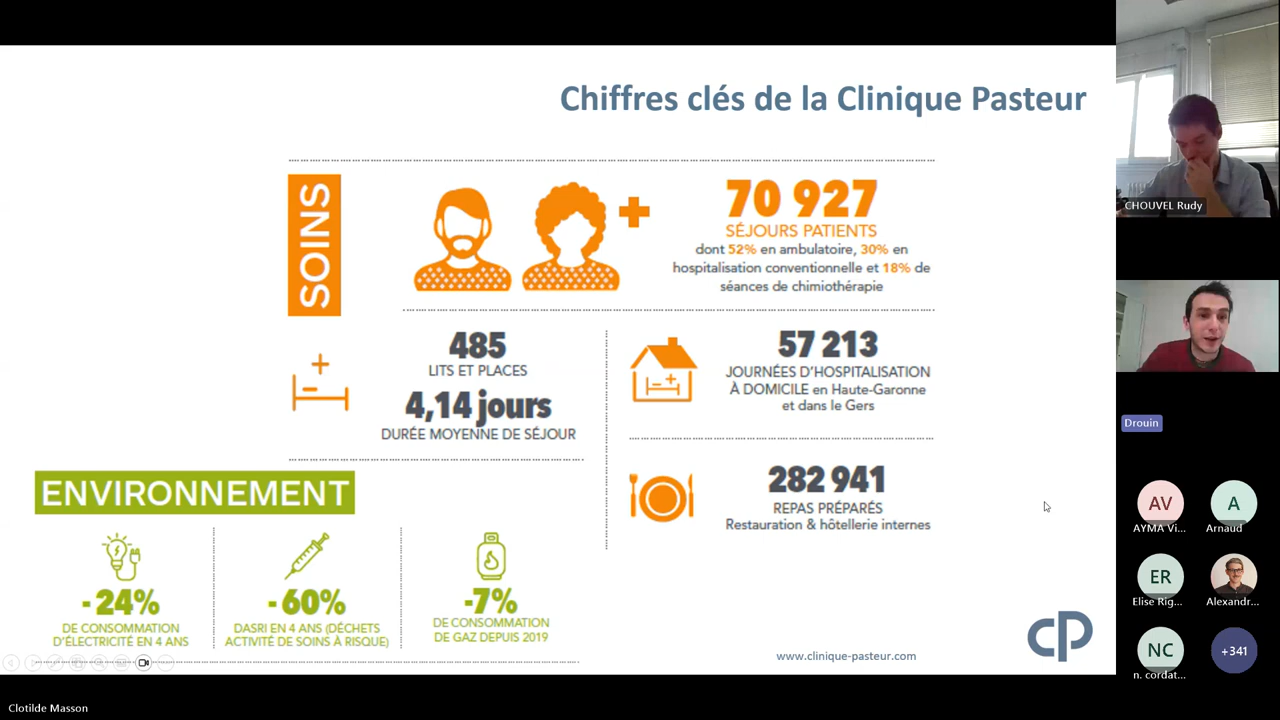 Chiffres clés de la Clinique Pasteur
SOINS
70 927
SÉJOURS PATIENTS
dont 52% en ambulatoire, 30% en
hospitalisation conventionnelle et 18% de
séances de chimiothérapie
485
LITS ET PLACES
4,14 jours
DURÉE MOYENNE DE SÉJOUR
57 213
JOURNÉES D'HOSPITALISATION
À DOMICILE en Haute-Garonne
et dans le Gers
282 941
REPAS PRÉPARÉS
Restauration & hôtellerie internes
ENVIRONNEMENT
- 24%
DE CONSOMMATION
D'ÉLECTRICITÉ EN 4 ANS
- 60%
DASRI EN 4 ANS (DÉCHETS
ACTIVITÉ DE SOINS À RISQUE)
-7%
DE CONSOMMATION
DE GAZ DEPUIS 2019
www.clinique-pasteur.com
CP
CHOUVEL Rudy
Drouin
AV
AYMA Vi...
A
Arnaud
ER
Elise Rig...
Alexandr...
NC
n. cordat...
+341
Clotilde Masson